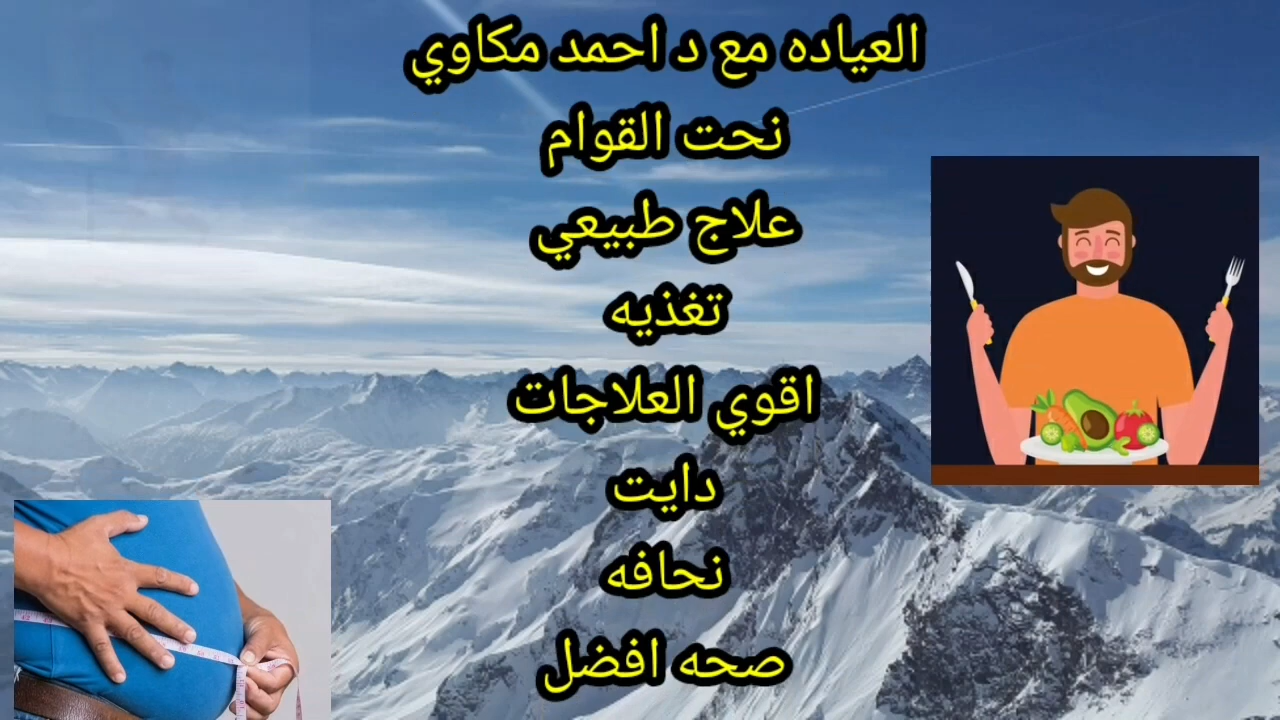 العياده مع د احمد مكاوي
نحت القوام
علاج طبيعي
تغذيه
اقوي العلاجات
دايت
نحافه
صحه افضل